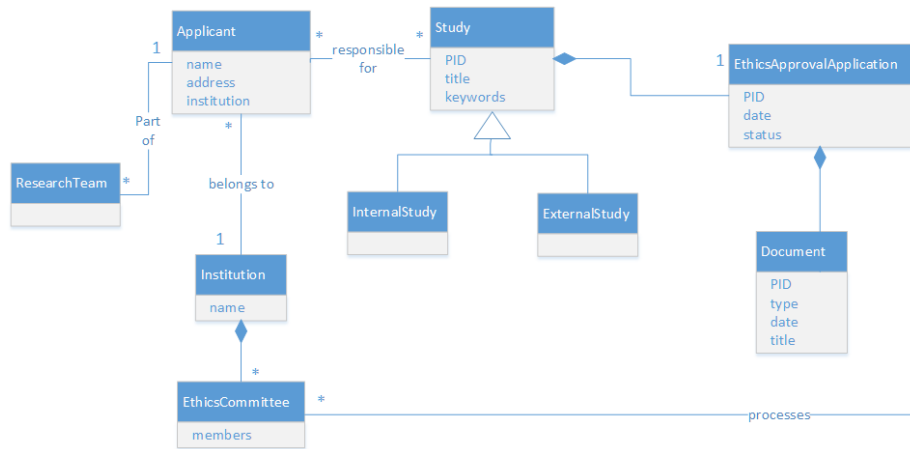 Applicant
name
address
institution
1
*
responsible
for
*
Study
PID
title
keywords
1
EthicsApprovalApplication
PID
date
status
Part
of
*
ResearchTeam
*
belongs to
1
InternalStudy
ExternalStudy
Institution
name
Document
PID
type
date
title
*
EthicsCommittee
members
*
processes